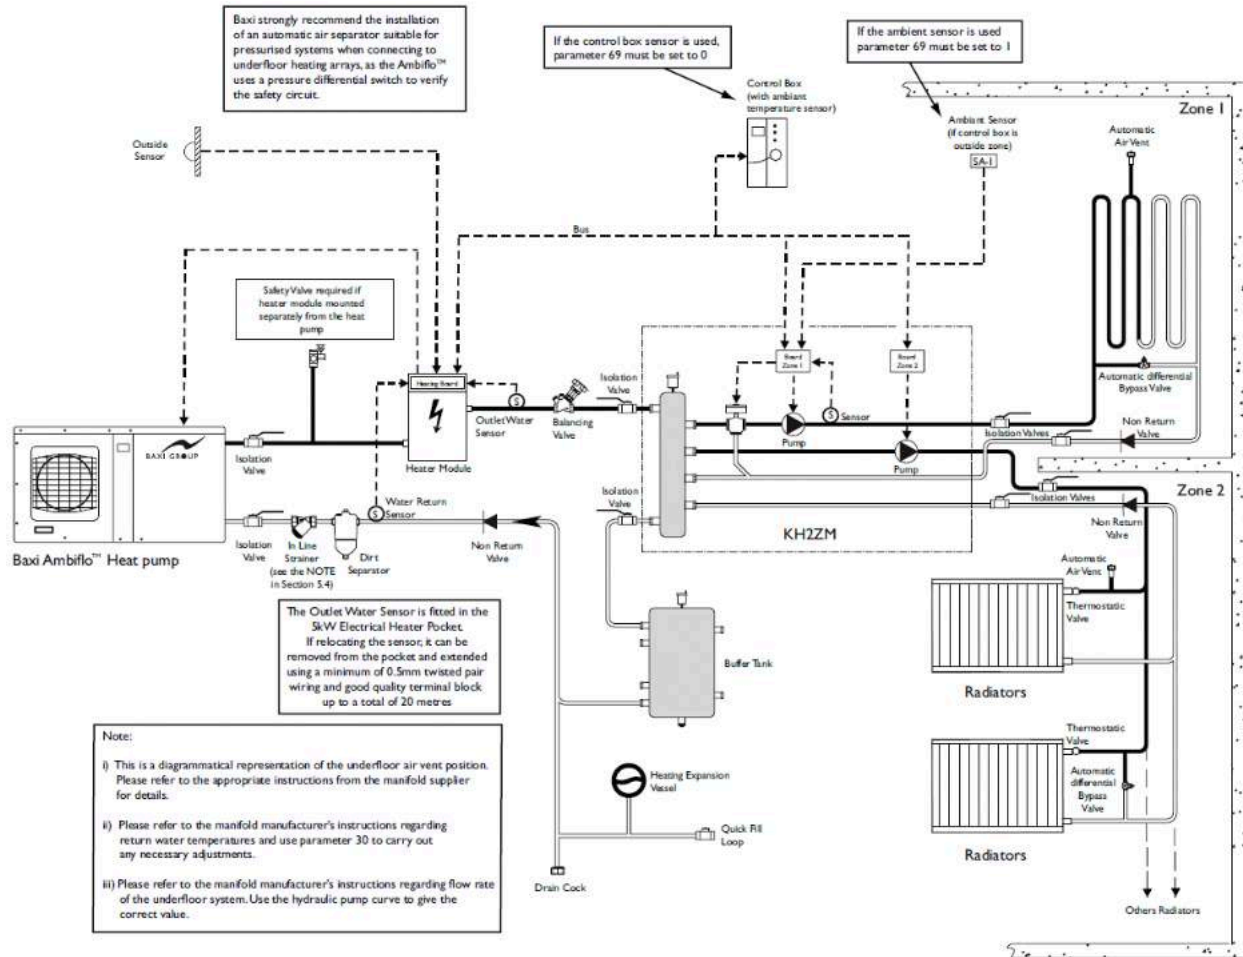 Baxi strongly recommend the installation
of an automatic air separator suitable for
pressurised systems when connecting to
underfloor heating arrays, as the Ambiflo™
uses a pressure differential switch to verify
the safety circuit.
If the control box sensor is used,
parameter 69 must be set to 0
If the ambient sensor is used
parameter 69 must be set to 1
Control Box
(with ambiant
temperature sensor)
Ambiant Sensor
(if control box is
outside zone)
SA-1
Zone 1
Automatic
Air Vent
Outside
Sensor
Bus
Safety Valve required if
heater module mounted
separately from the heat
pump
Heating Board
S
Outlet Water
Sensor
Balancing
Valve
Isolation
Valve
Board
Zone 1
Board
Zone 2
S
Sensor
Pump
Pump
Isolation Valves
Automatic differential
Bypass Valve
Non Return
Valve
BAXI GROUP
Isolation
Valve
Heater Module
Water Return
Sensor
S
Isolation
Valve
KH2ZM
Zone 2
Isolation Valves
Non Return
Valve
Baxi Ambiflo™ Heat pump
Isolation
Valve
In Line
Strainer
(see the NOTE
in Section 5.4)
Dirt
Separator
Non Return
Valve
Automatic
Air Vent
Thermostatic
Valve
Radiators
The Outlet Water Sensor is fitted in the
5kW Electrical Heater Pocket.
If relocating the sensor, it can be
removed from the pocket and extended
using a minimum of 0.5mm twisted pair
wiring and good quality terminal block
up to a total of 20 metres
Buffer Tank
Thermostatic
Valve
Automatic
differential
Bypass
Valve
Radiators
Others Radiators
Note:
i) This is a diagrammatical representation of the underfloor air vent position.
Please refer to the appropriate instructions from the manifold supplier
for details.
ii) Please refer to the manifold manufacturer's instructions regarding
return water temperatures and use parameter 30 to carry out
any necessary adjustments.
iii) Please refer to the manifold manufacturer's instructions regarding flow rate
of the underfloor system. Use the hydraulic pump curve to give the
correct value.
Heating Expansion
Vessel
Quick Fill
Loop
Drain Cock